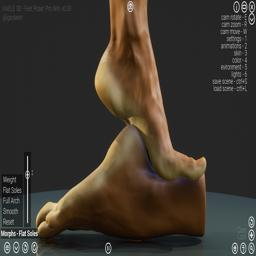 cam rotate - E
cam zoom - R
cam move - W
settings - 1
animations - 2
skin - 3
color - 4
evironment - 5
lights - 6
save scene - ctrl+S
load scene - ctrl+L
Weight
Flat Soles
Full Arch
Smooth
Reset
Morphs - Flat Soles